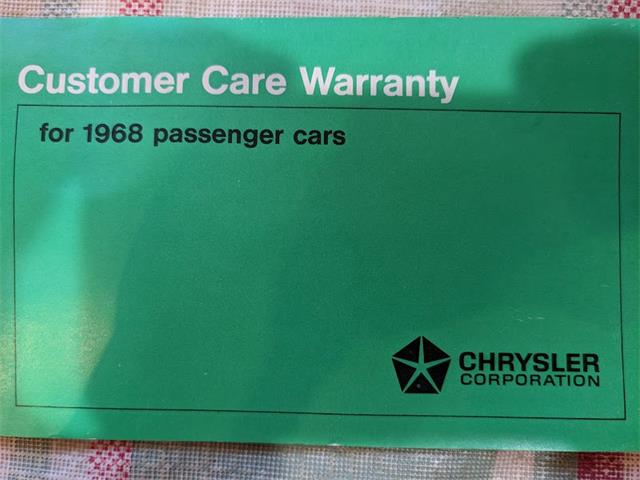 Customer Care Warranty
for 1968 passenger cars
CHRYSLER
CORPORATION